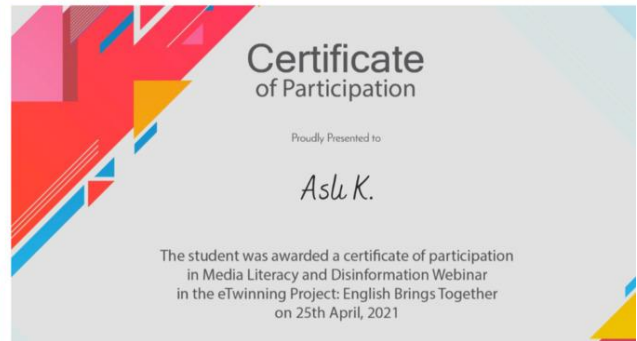 Certificate
of Participation
Proudly Presented to
Aslı K.
The student was awarded a certificate of participation
in Media Literacy and Disinformation Webinar
in the eTwinning Project: English Brings Together
on 25th April, 2021